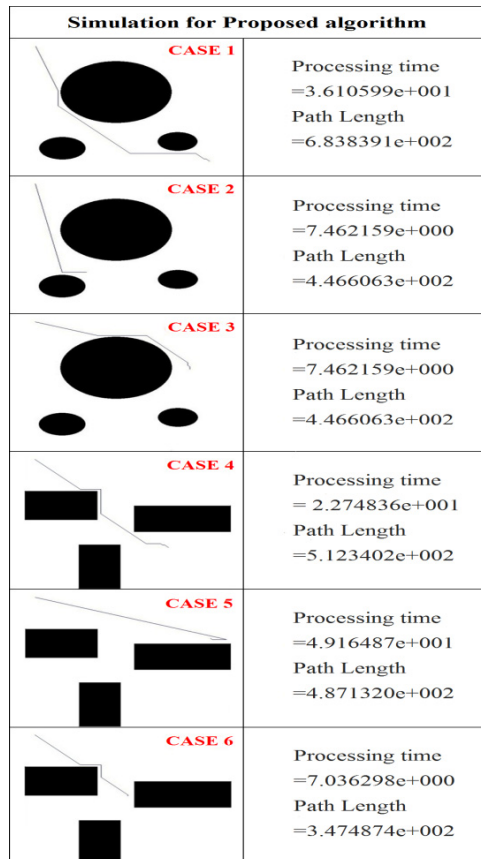 Simulation for Proposed algorithm
CASE 1
Processing time
=3.610599e+001
Path Length
=6.838391e+002
CASE 2
Processing time
=7.462159e+000
Path Length
=4.466063e+002
CASE 3
Processing time
=7.462159e+000
Path Length
=4.466063e+002
CASE 4
Processing time
= 2.274836e+001
Path Length
= 5.123402e+002
CASE 5
Processing time
=4.916487e+001
Path Length
=4.871320e+002
CASE 6
Processing time
=7.036298e+000
Path Length
=3.474874e+002